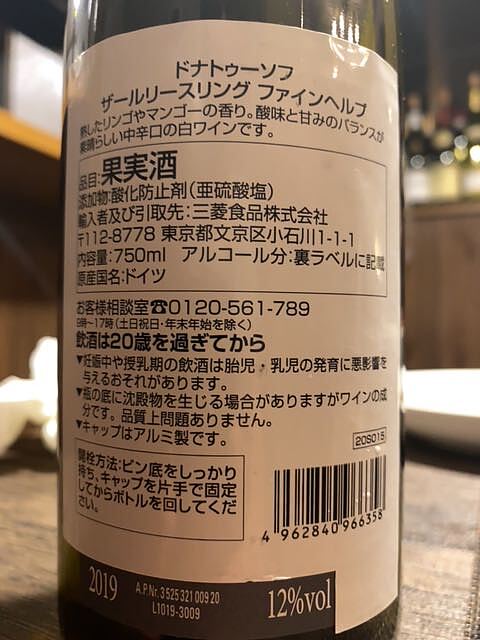 ドナトゥーソフ
ザールリースリング ファインヘルブ
熟したリンゴやマンゴーの香り。酸味と甘みのバランスが
素晴らしい中辛口の白ワインです。
品目:果実酒
添加物:酸化防止剤(亜硫酸塩)
輸入者及び引取先:三菱食品株式会社
〒112-8778 東京都文京区小石川1-1-1
内容量:750ml アルコール分:裏ラベルに記載
原産国名:ドイツ
お客様相談室☎0120-561-789
9時〜17時(土日祝日・年末年始を除く)
飲酒は20歳を過ぎてから
▼妊娠中や授乳期の飲酒は胎児・乳児の発育に悪影響を
与えるおそれがあります。
▼瓶の底に沈殿物を生じる場合がありますがワインの成
分です。品質上問題ありません。
▼キャップはアルミ製です。
20S015
開栓方法:ビン底をしっかり
持ち、キャップを片手で固定
してからボトルを回してくだ
さい。
4 962840 966358
2019
A.P.Nr. 3 525 321 009 20
L1019-3009
12%vol